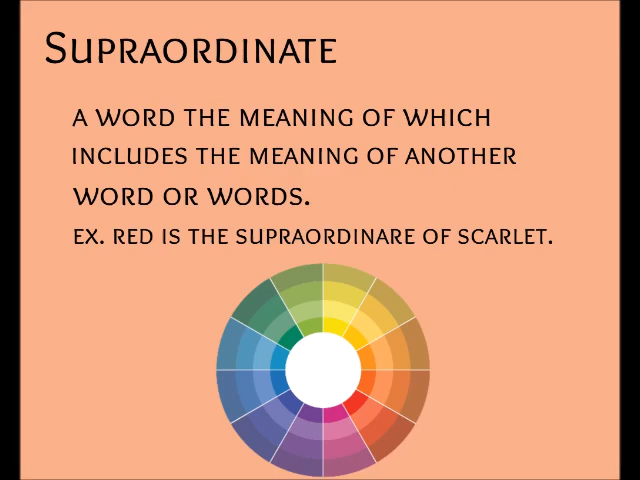 SUPRAORDINATE
A WORD THE MEANING OF WHICH
INCLUDES THE MEANING OF ANOTHER
WORD OR WORDS.
EX. RED IS THE SUPRAORDINARE OF SCARLET.